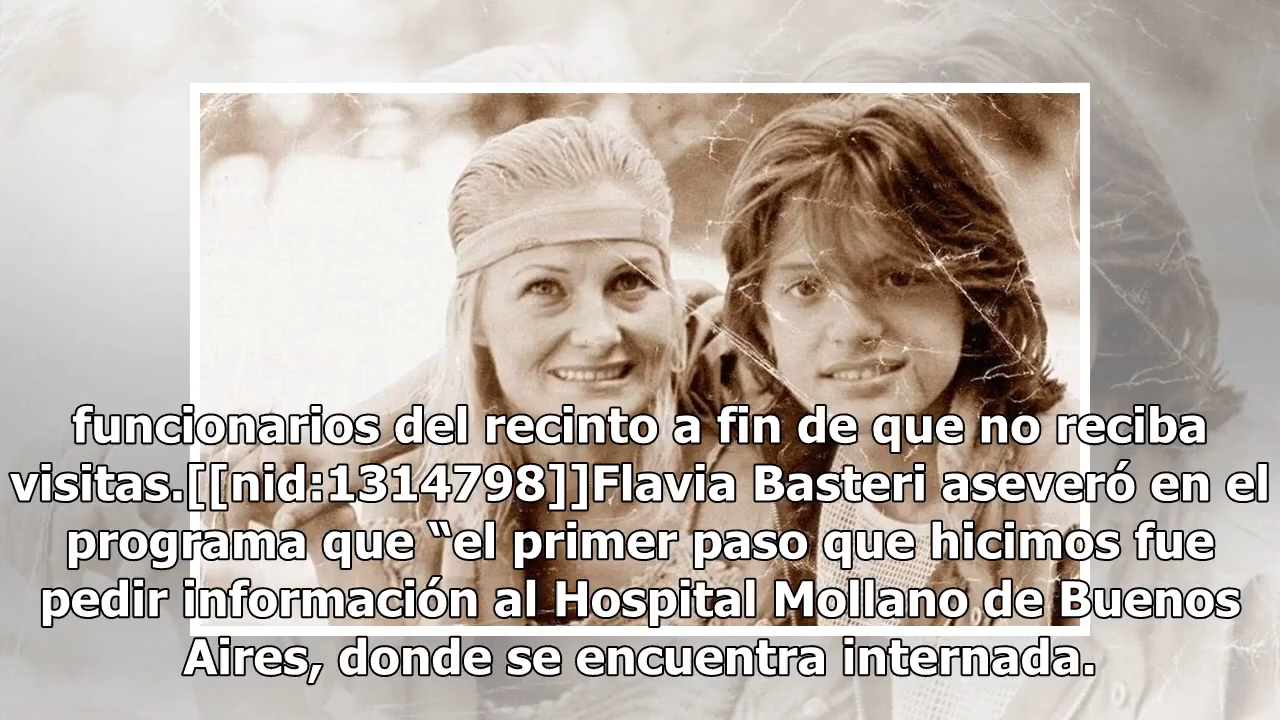 funcionarios del recinto a fin de que no reciba
visitas.[[nid:1314798]]Flavia Basteri aseveró en el
programa que “el primer paso que hicimos fue
pedir información al Hospital Mollano de Buenos
Aires, donde se encuentra internada.